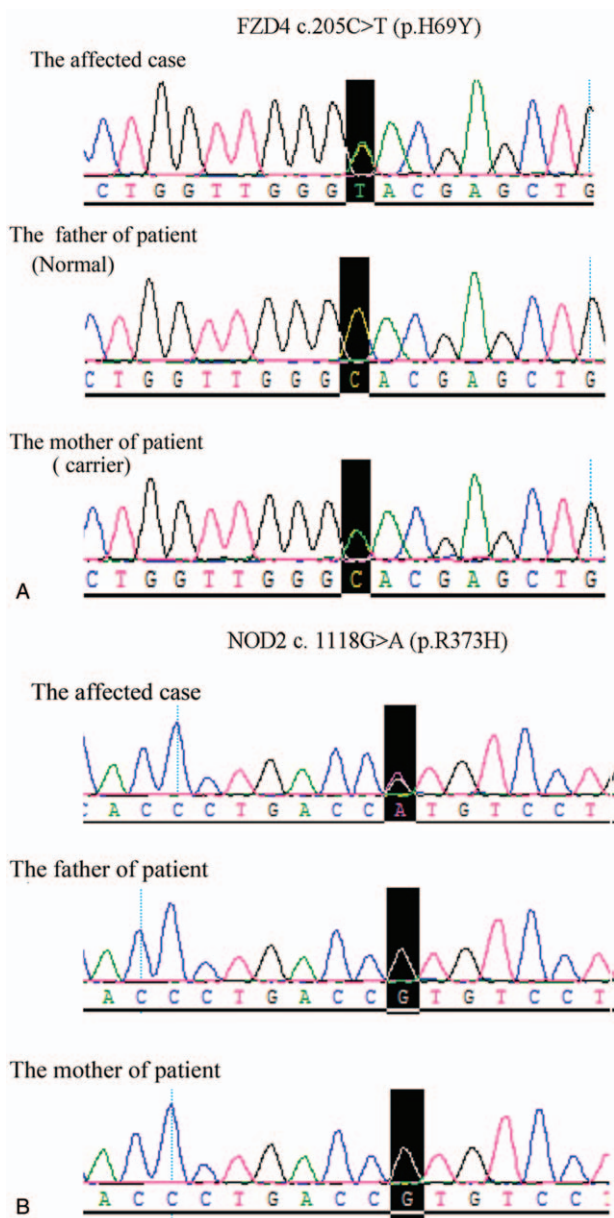 FZD4 c.205C>T (p.H69Y)
The affected case
C T G G T T G G G T A C G A G C T G
The father of patient
(Normal)
C T G G T T G G G C A C G A G C T G
The mother of patient
( carrier)
C T G G T T G G G C A C G A G C T G
A
NOD2 c. 1118G>A (p.R373H)
The affected case
C A C C C T G A C C A T G T C C T
The father of patient
A C C C T G A C C G T G T C C T
The mother of patient
A C C C T G A C C G T G T C C
B